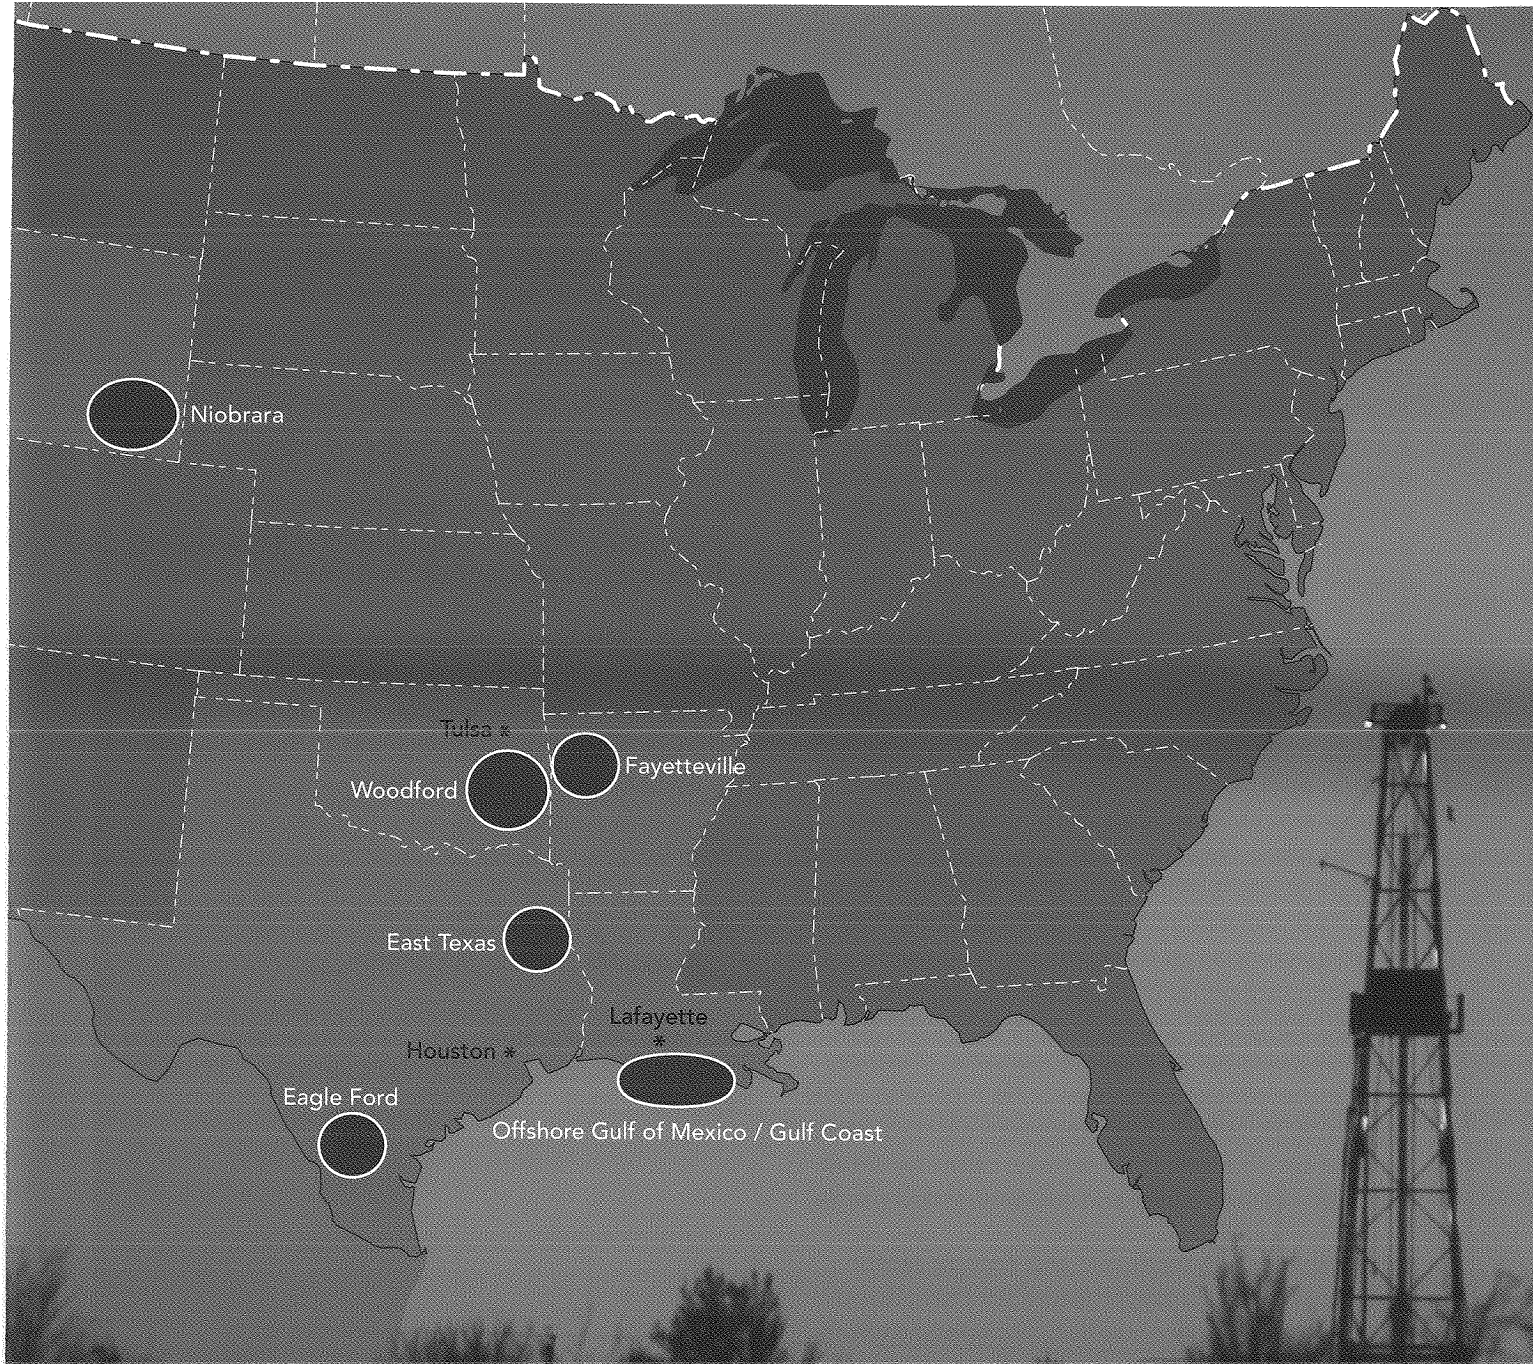 Niobrara
Tulsa *
Fayetteville
Woodford
East Texas
Lafayette
*
Houston *
Eagle Ford
Offshore Gulf of Mexico / Gulf Coast